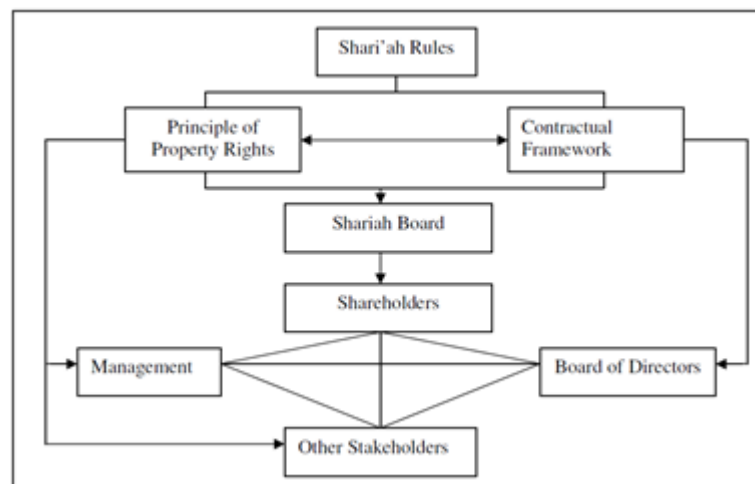 Shari'ah Rules
Principle of
Property Rights
Contractual
Framework
Shariah Board
Shareholders
Management
Board of Directors
Other Stakeholders